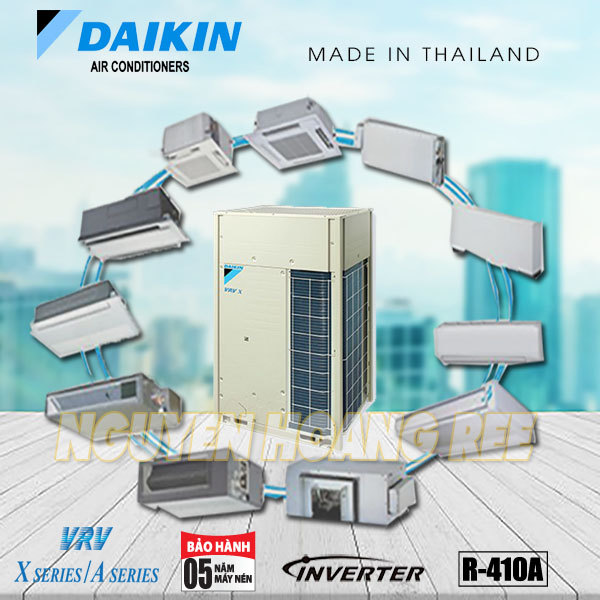 DAIKIN
AIR CONDITIONERS
MADE IN THAILAND
DAIKIN
VRV X
NGUYEN HOANG REE
VRV
X SERIES/A SERIES
BẢO HÀNH
05 NĂM
MÁY NÉN
INVERTER
R-410A